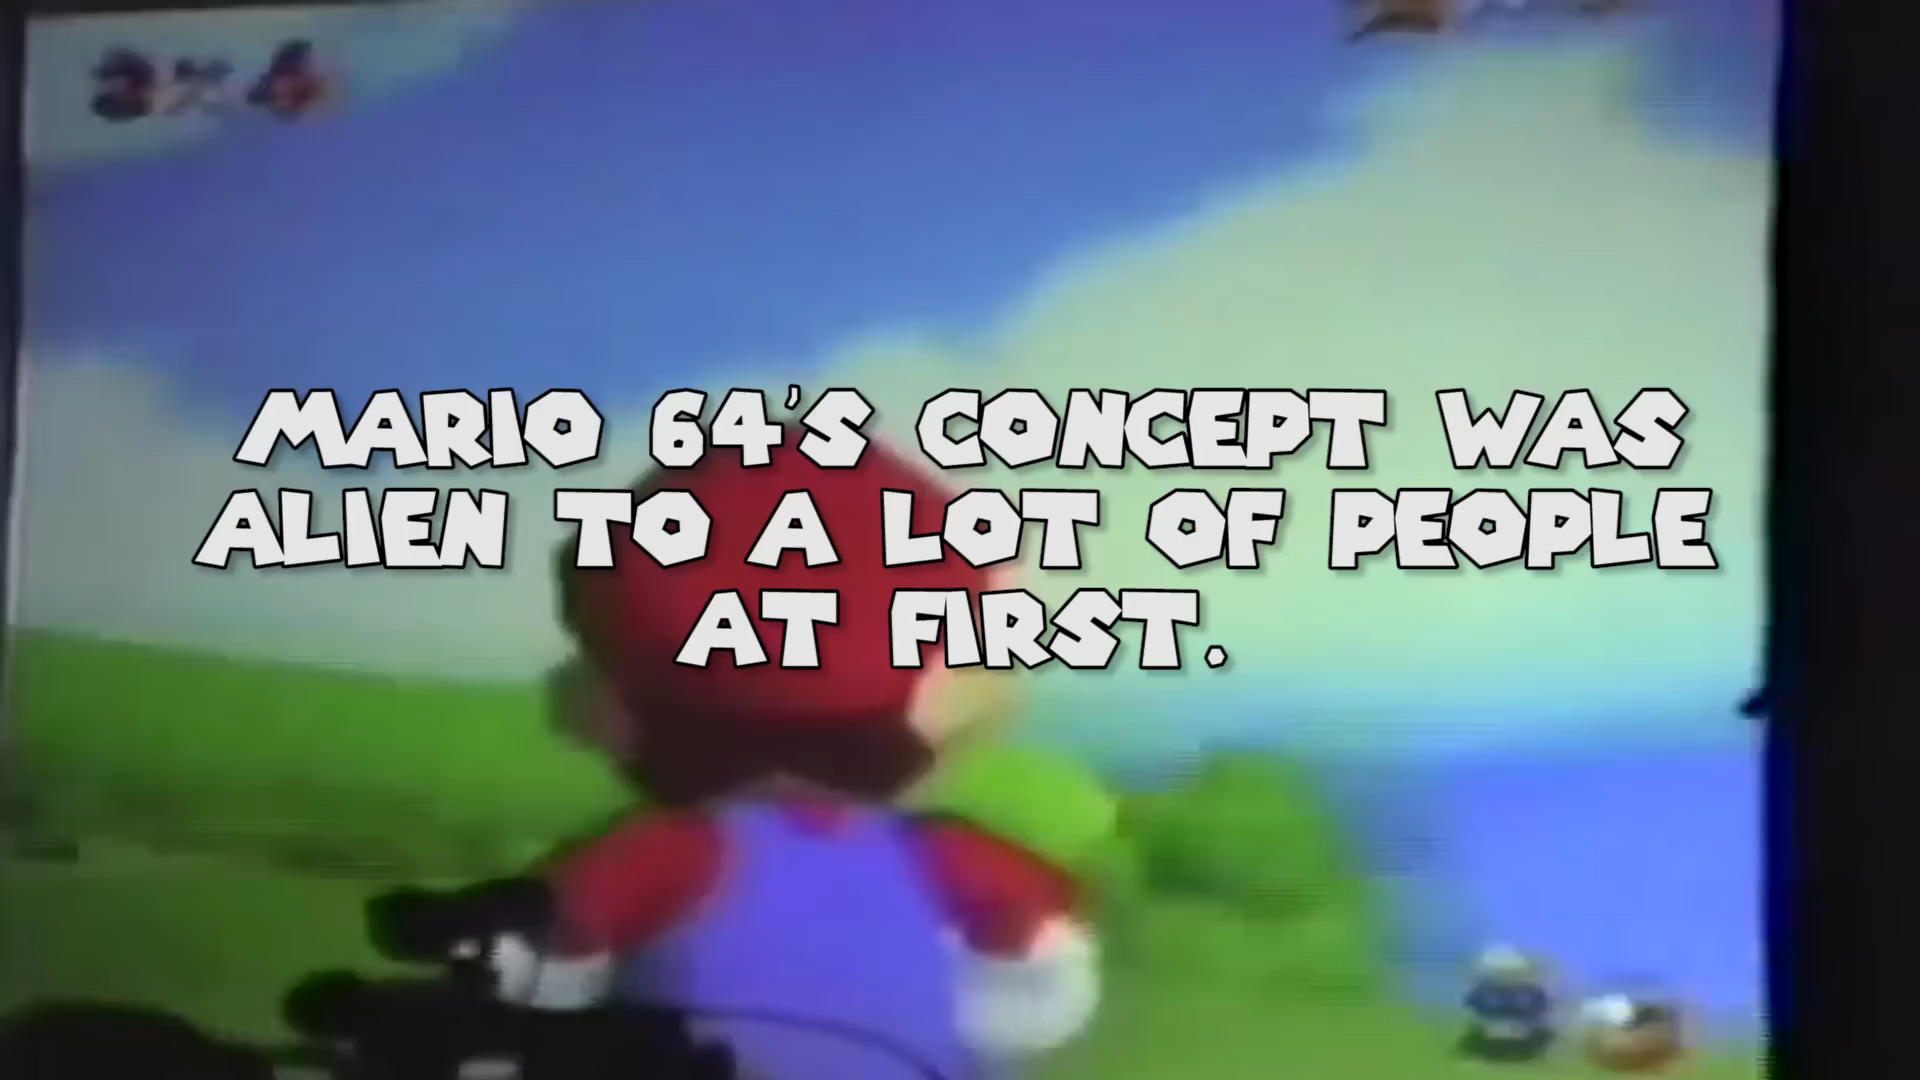 MARIO 64'S CONCEPT WAS
ALIEN TO A LOT OF PEOPLE
AT FIRST.